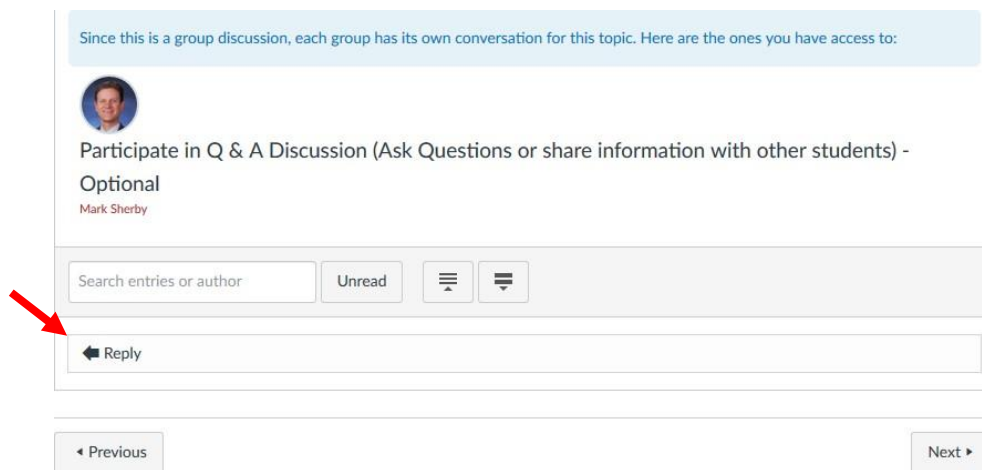 Since this is a group discussion, each group has its own conversation for this topic. Here are the ones you have access to:
Participate in Q & A Discussion (Ask Questions or share information with other students) -
Optional
Mark Sherby
Search entries or author
Unread
Reply
Previous
Next